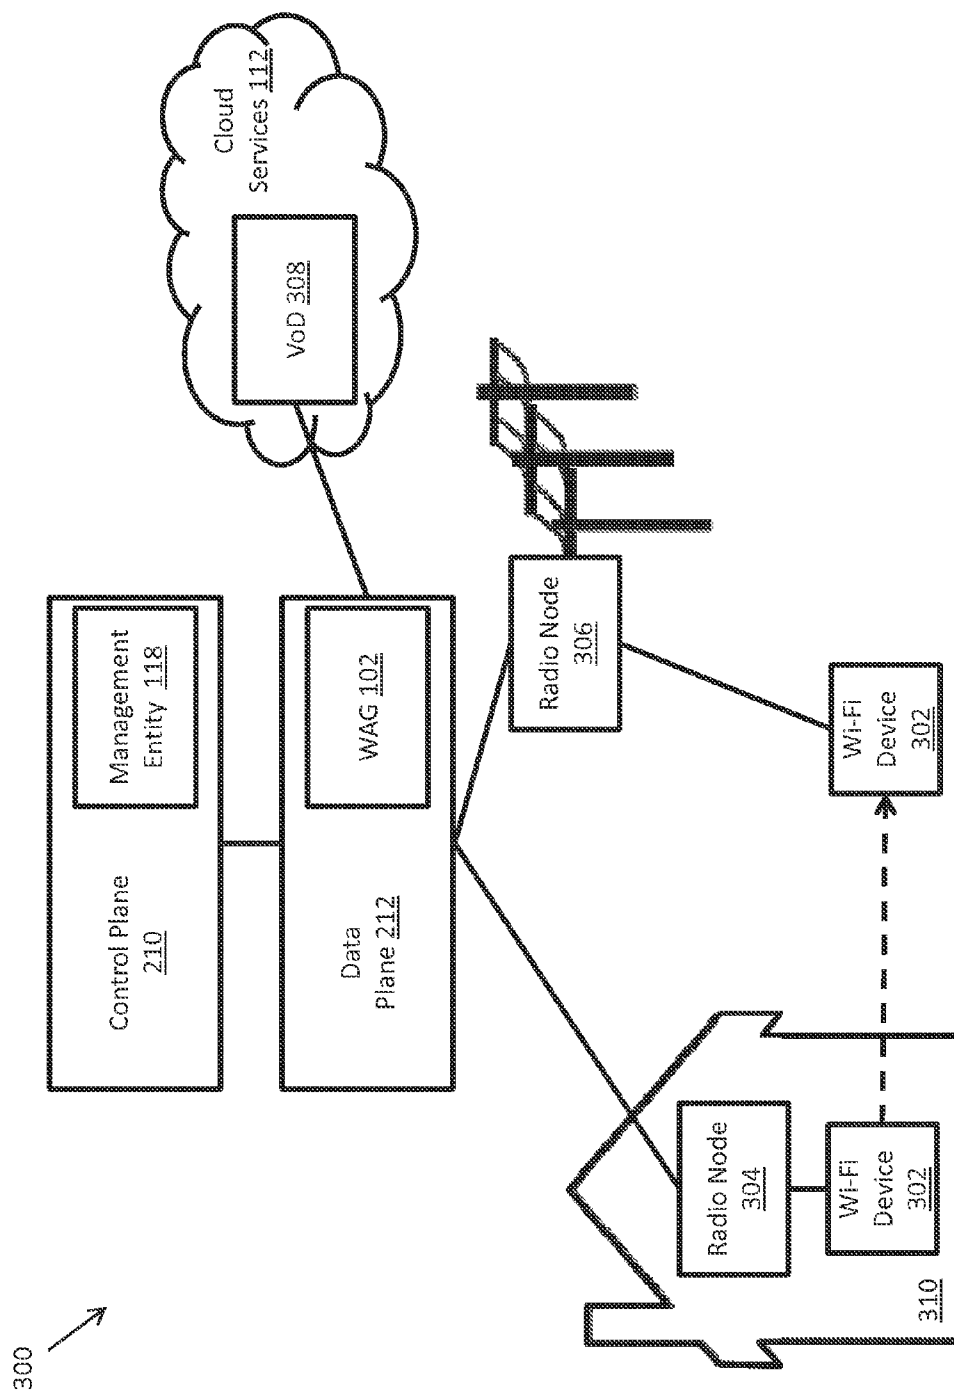 300
Control Plane
210
Management
Entity 118
Data
Plane 212
WAG 102
Cloud
Services 112
VoD 308
Radio Node
304
Radio Node
306
Wi-Fi
Device
302
Wi-Fi
Device
302
310